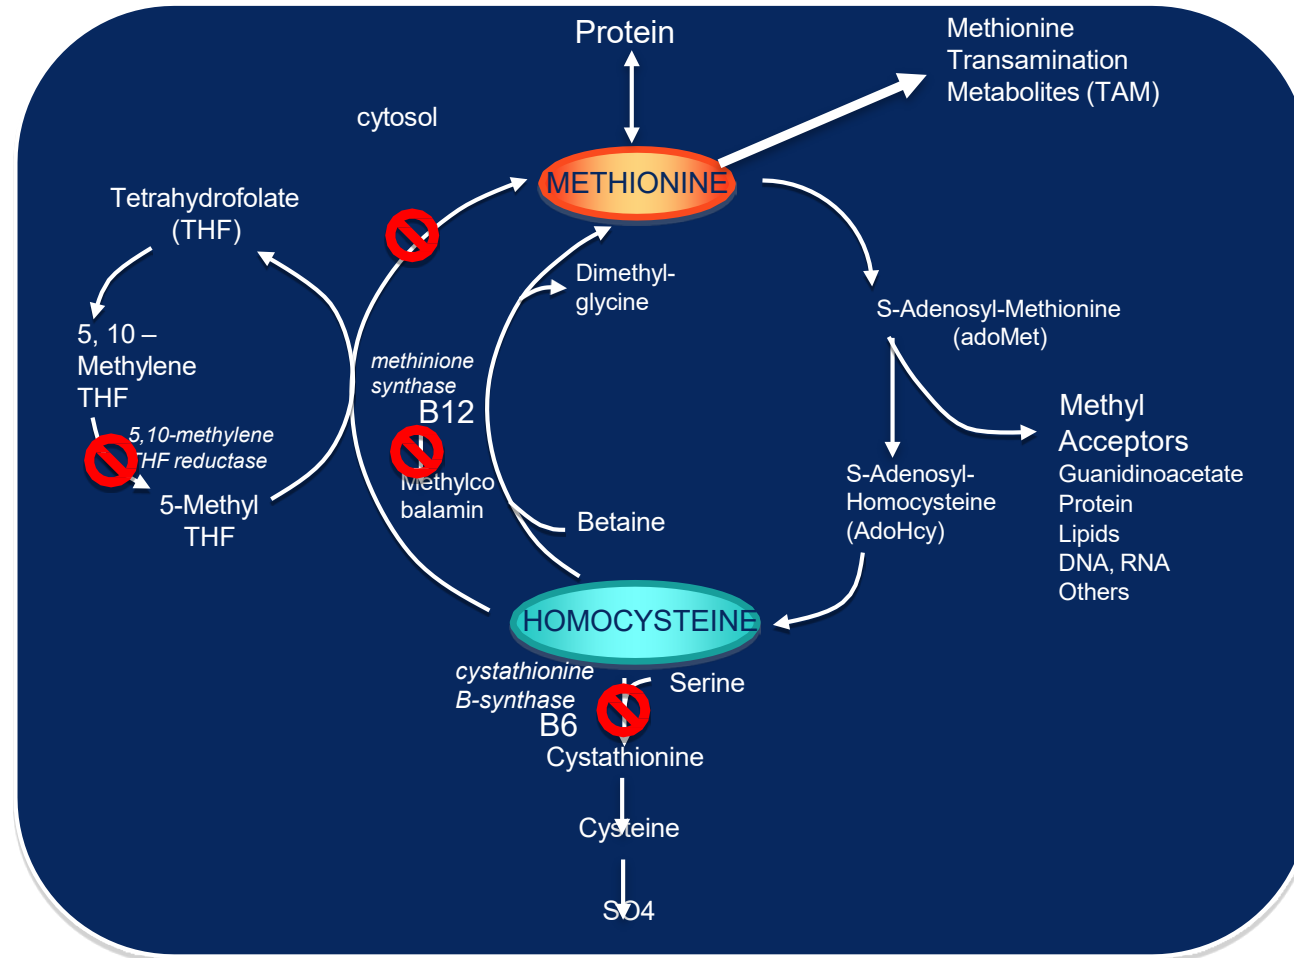 Protein
Methionine
Transamination
Metabolites (TAM)
cytosol
METHIONINE
Tetrahydrofolate
(THF)
Dimethyl-
glycine
S-Adenosyl-Methionine
(adoMet)
5, 10 –
Methylene
THF
methinione
synthase
B12
Methyl
Acceptors
Guanidinoacetate
Protein
Lipids
DNA, RNA
Others
5,10-methylene
THF reductase
S-Adenosyl-
Homocysteine
(AdoHcy)
5-Methyl
THF
Methylco
balamin
Betaine
HOMOCYSTEINE
cystathionine
B-synthase
B6
Serine
Cystathionine
Cysteine
SO4